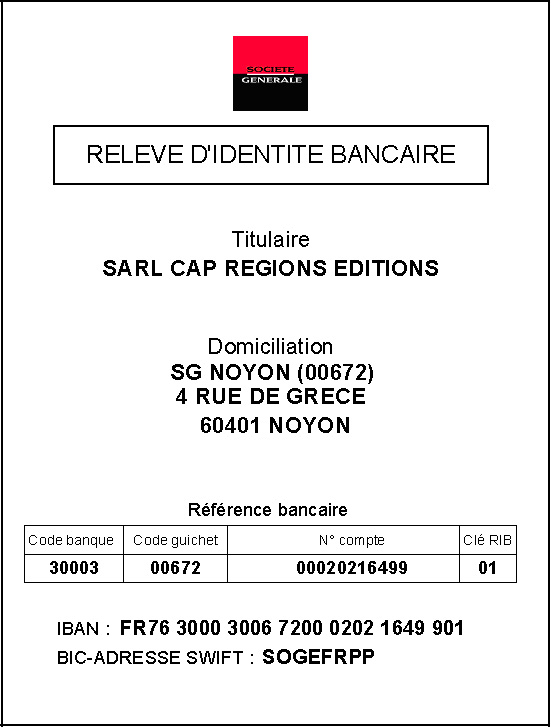 SOCIETE
GENERALE
RELEVE D'IDENTITE BANCAIRE
Titulaire
SARL CAP REGIONS EDITIONS
Domiciliation
SG NOYON (00672)
4 RUE DE GRECE
60401 NOYON
Référence bancaire
Code banque Code guichet N° compte Clé RIB
30003 00672 00020216499 01
IBAN : FR76 3000 3006 7200 0202 1649 901
BIC-ADRESSE SWIFT : SOGEFRPP